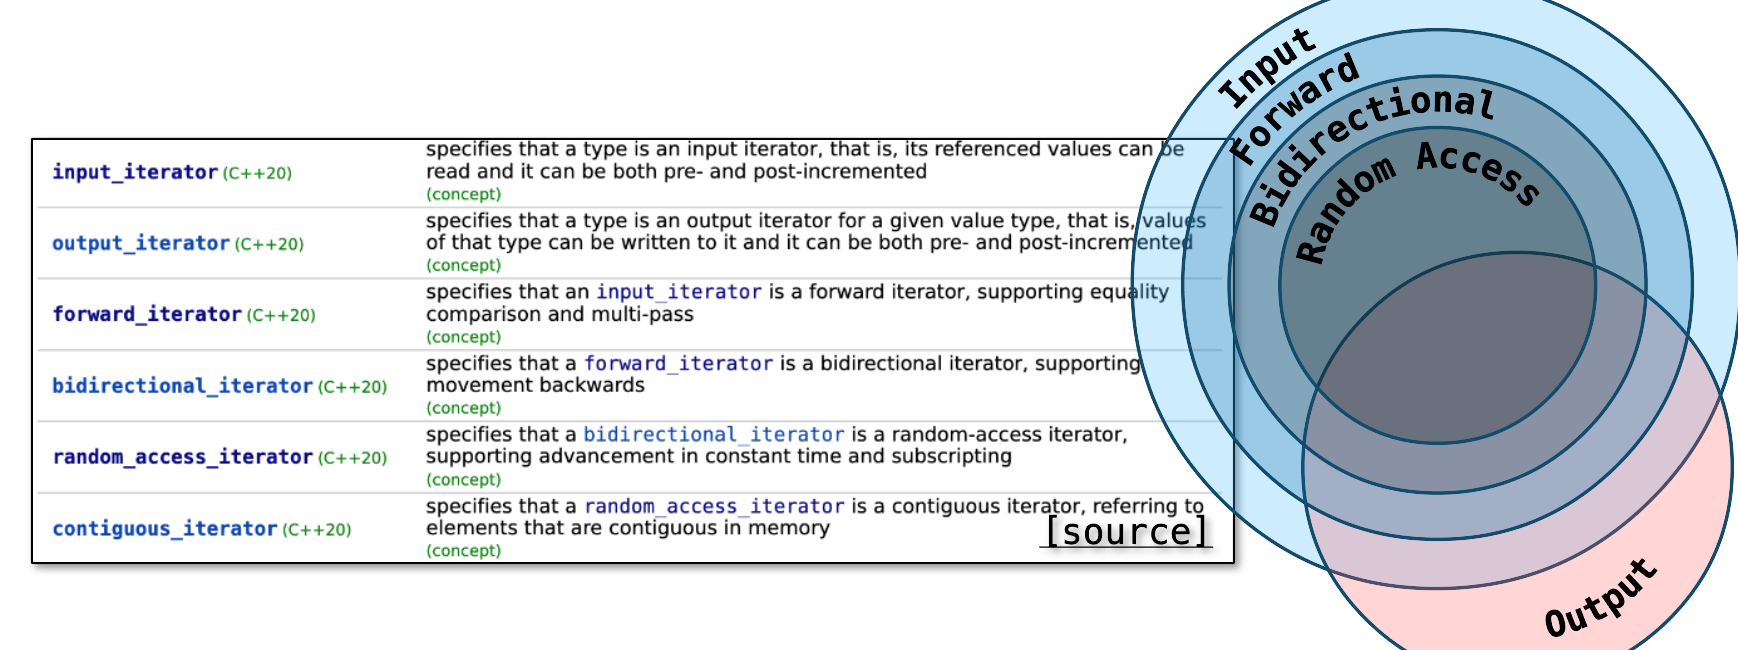 Input
Forward
Bidirectional
Random Access
Output
input_iterator (C++20)
specifies that a type is an input iterator, that is, its referenced values can be
read and it can be both pre- and post-incremented
(concept)
output_iterator (C++20)
specifies that a type is an output iterator for a given value type, that is, values
of that type can be written to it and it can be both pre- and post-incremented
(concept)
forward_iterator (C++20)
specifies that an input_iterator is a forward iterator, supporting equality
comparison and multi-pass
(concept)
bidirectional_iterator (C++20)
specifies that a forward_iterator is a bidirectional iterator, supporting
movement backwards
(concept)
random_access_iterator (C++20)
specifies that a bidirectional_iterator is a random-access iterator,
supporting advancement in constant time and subscripting
(concept)
contiguous_iterator (C++20)
specifies that a random_access_iterator is a contiguous iterator, referring to
elements that are contiguous in memory
(concept)
[source]